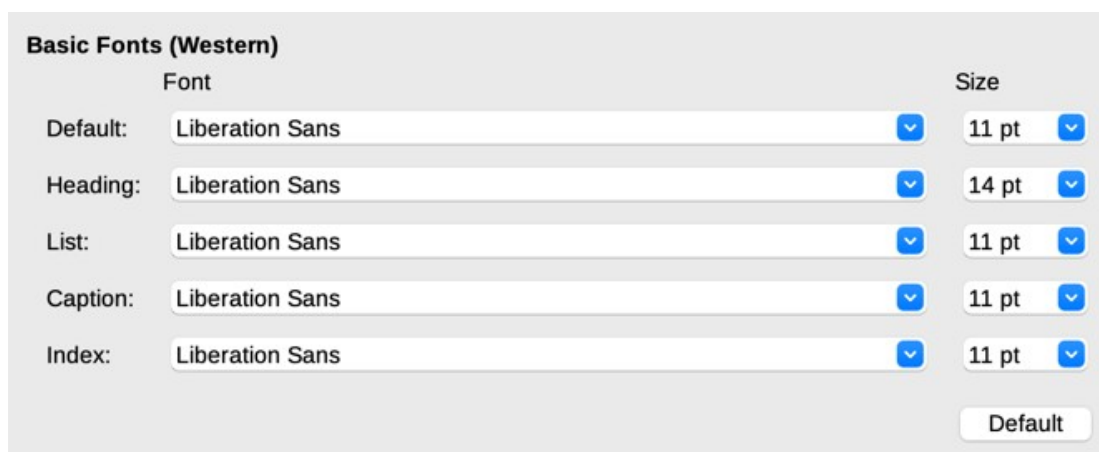 Basic Fonts (Western)
Font Size
Default: Liberation Sans 11 pt
Heading: Liberation Sans 14 pt
List: Liberation Sans 11 pt
Caption: Liberation Sans 11 pt
Index: Liberation Sans 11 pt
Default